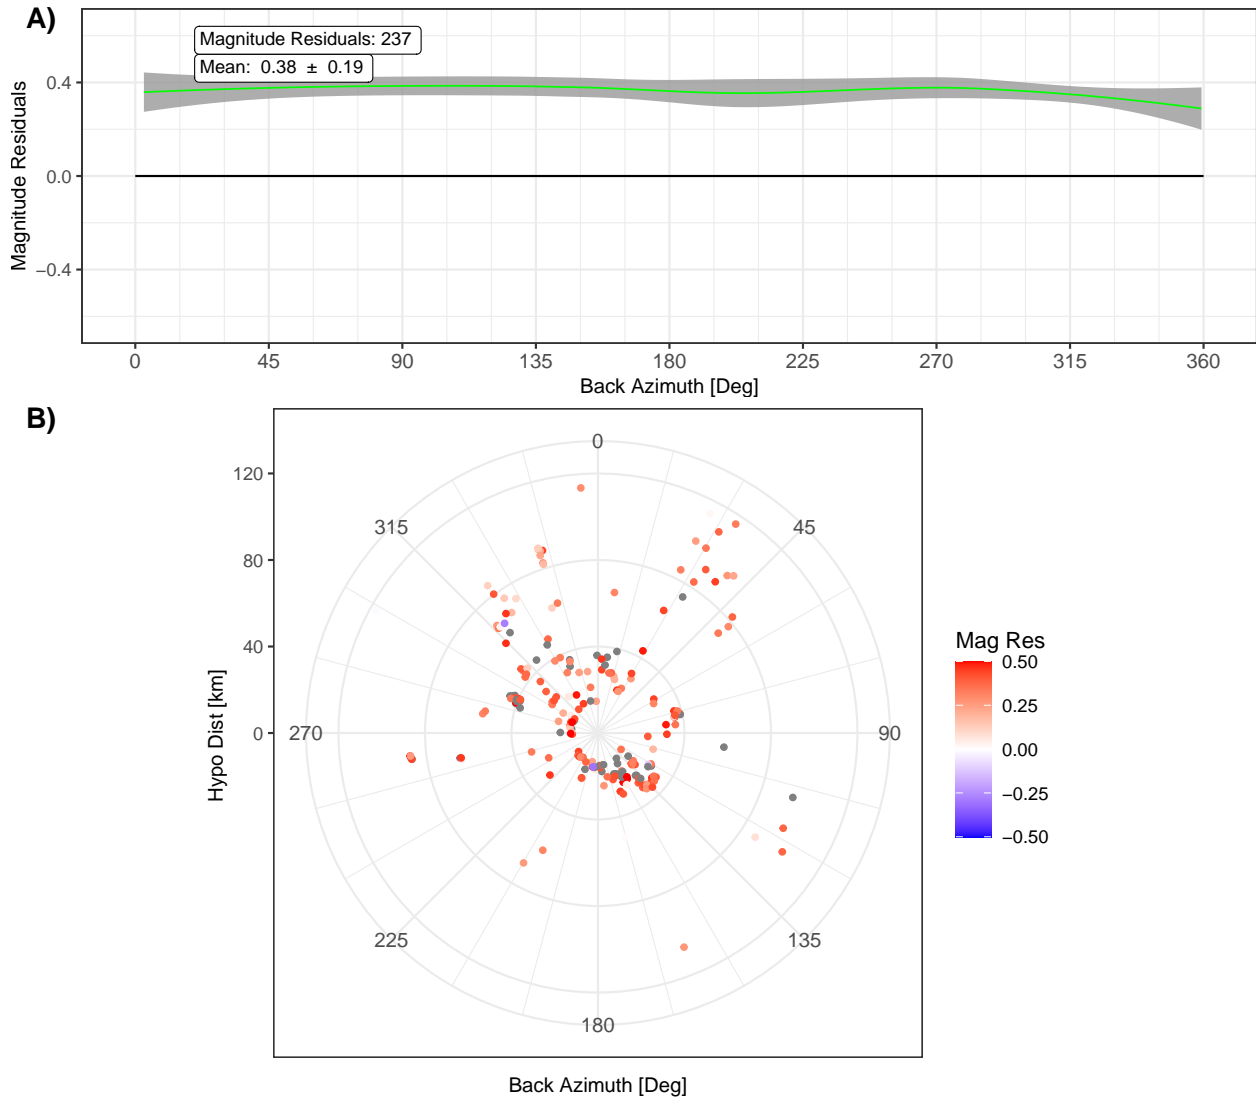 A)
Magnitude Residuals: 237
Mean:  0.38  ±  0.19
Magnitude Residuals
0.4
0.0
−0.4
0 45 90 135 180 225 270 315 360
Back Azimuth [Deg]
B)
Hypo Dist [km]
120
80
40
0
0
45
90
135
180
225
270
315
Back Azimuth [Deg]
Mag Res
0.50
0.25
0.00
−0.25
−0.50